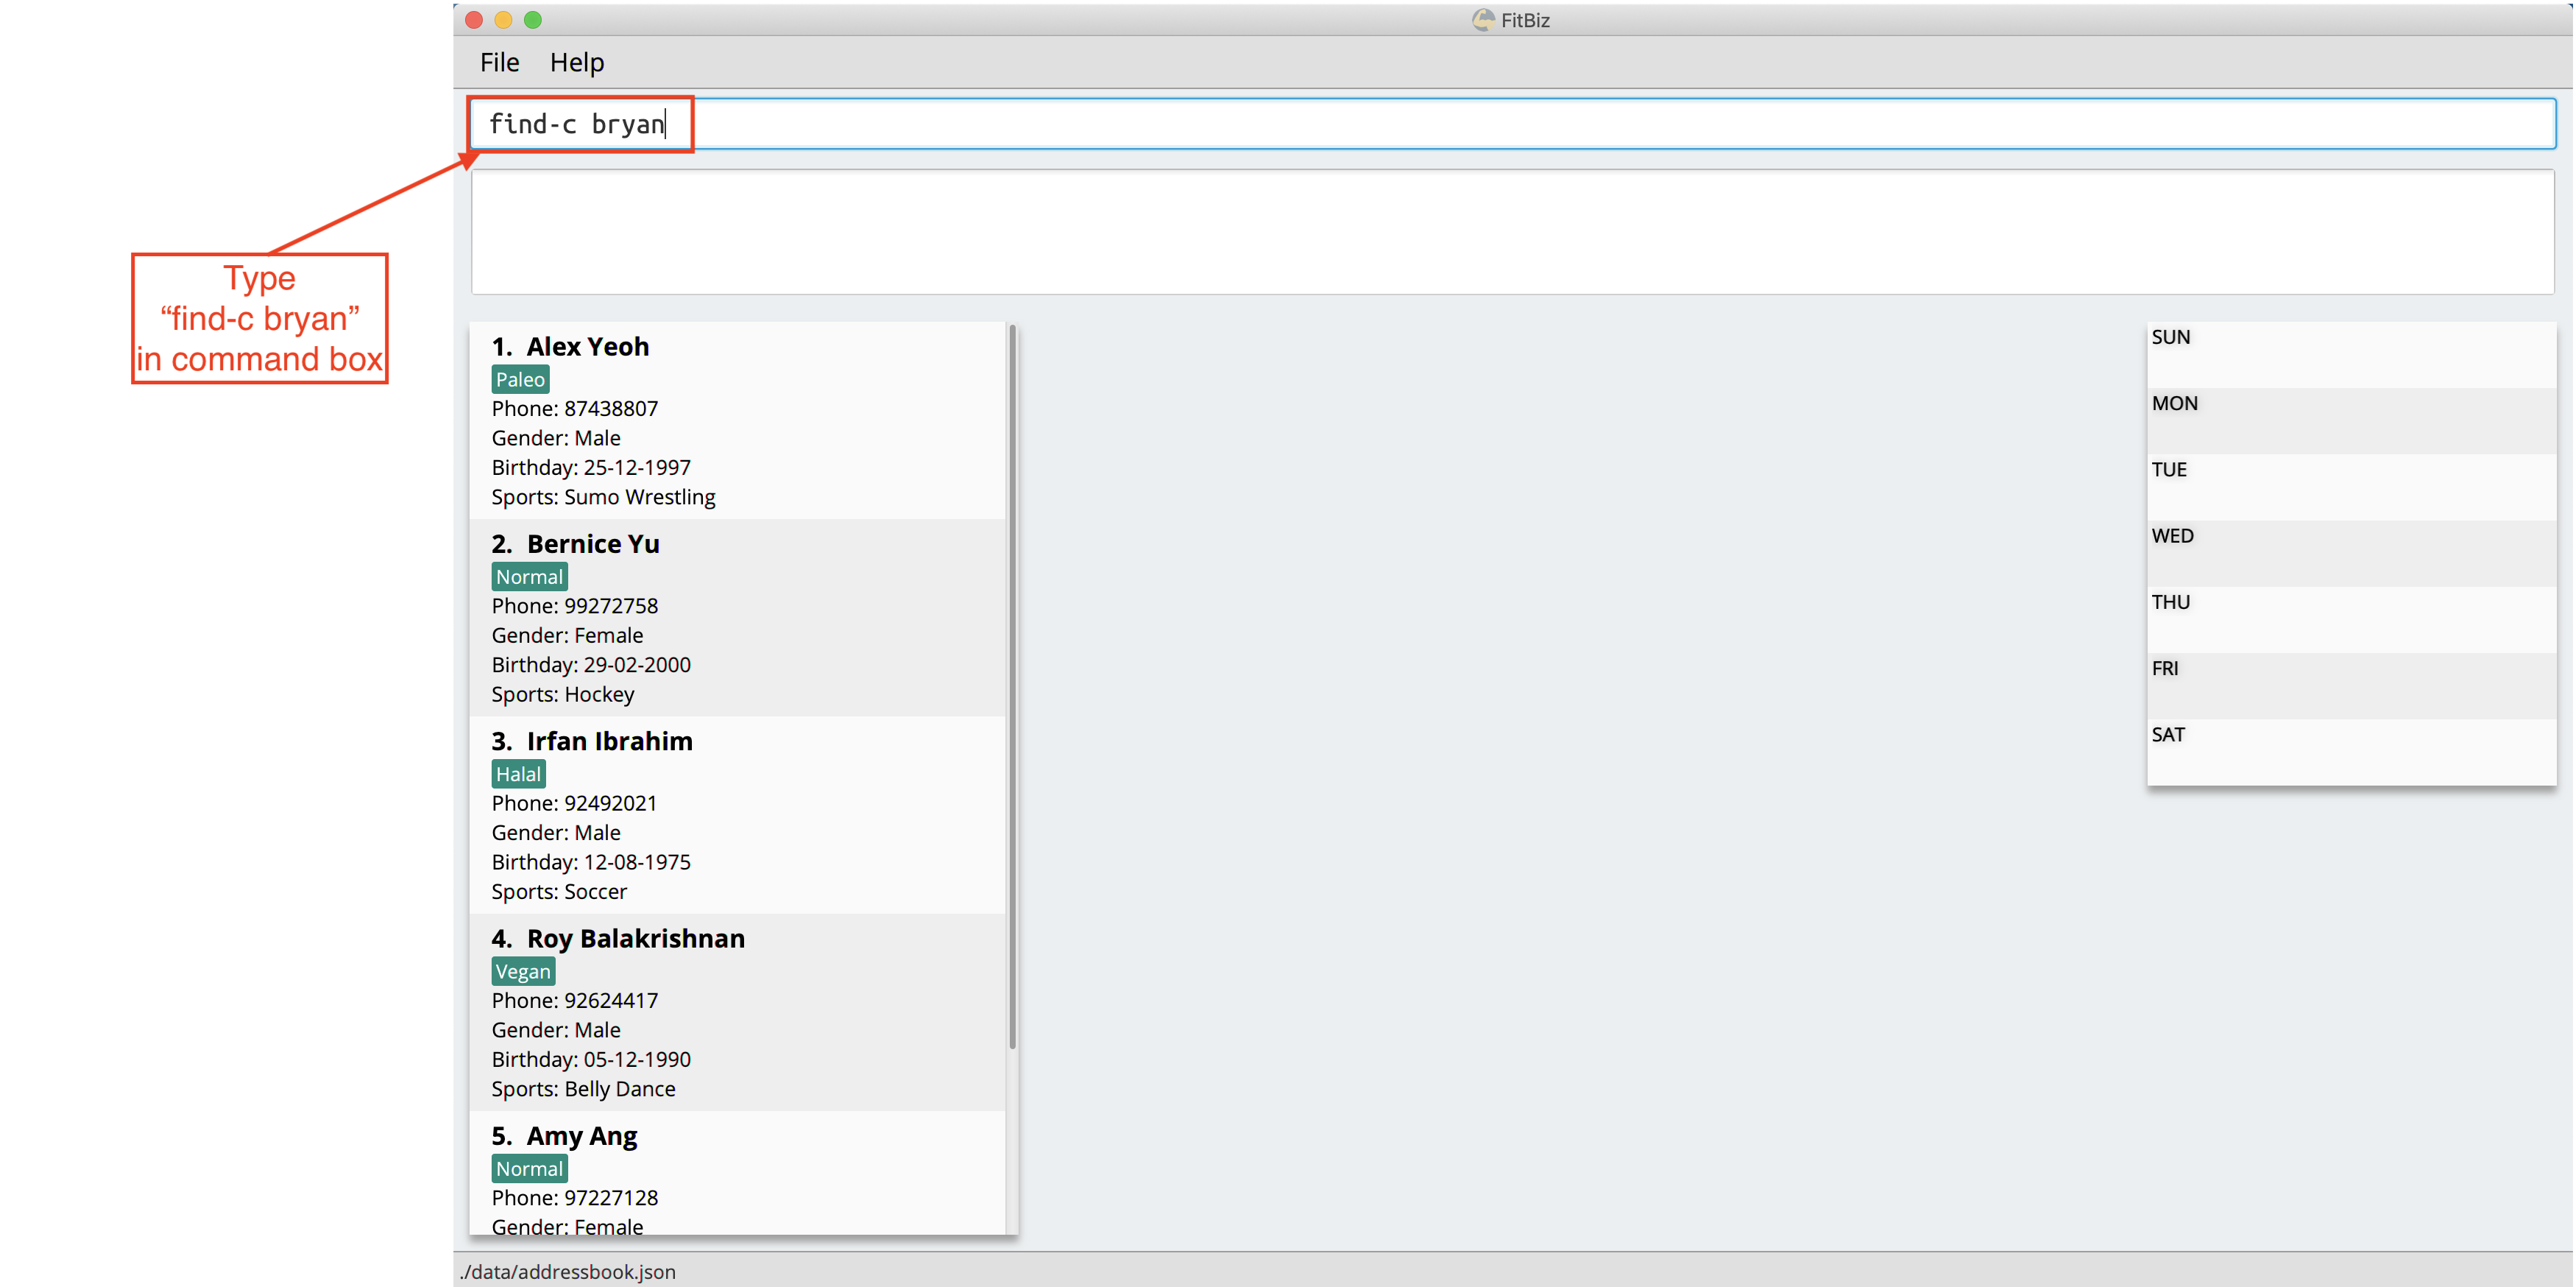 FitBiz
File Help
find-c bryan
Type
“find-c bryan”
in command box
1. Alex Yeoh
Paleo
Phone: 87438807
Gender: Male
Birthday: 25-12-1997
Sports: Sumo Wrestling
2. Bernice Yu
Normal
Phone: 99272758
Gender: Female
Birthday: 29-02-2000
Sports: Hockey
3. Irfan Ibrahim
Halal
Phone: 92492021
Gender: Male
Birthday: 12-08-1975
Sports: Soccer
4. Roy Balakrishnan
Vegan
Phone: 92624417
Gender: Male
Birthday: 05-12-1990
Sports: Belly Dance
5. Amy Ang
Normal
Phone: 97227128
Gender: Female
SUN
MON
TUE
WED
THU
FRI
SAT
./data/addressbook.json